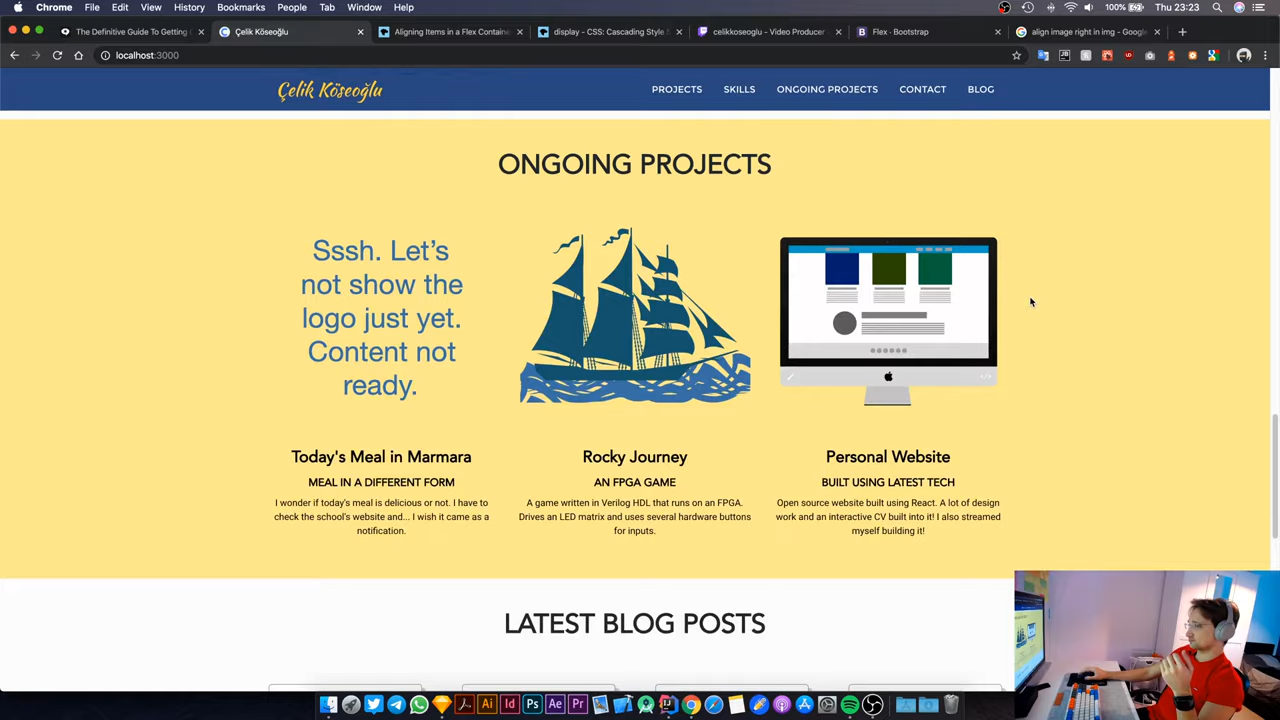 Chrome File Edit View History Bookmarks People Tab Window Help
100% Thu 23:23
The Definitive Guide To Getting
Çelik Köseoğlu
Aligning Items in a Flex Containe
display - CSS: Cascading Style S
celikkoseoglu - Video Producer
Flex · Bootstrap
align image right in img - Google
localhost:3000
Çelik Köseoğlu
PROJECTS SKILLS ONGOING PROJECTS CONTACT BLOG
ONGOING PROJECTS
Sssh. Let's
not show the
logo just yet.
Content not
ready.
Today's Meal in Marmara
MEAL IN A DIFFERENT FORM
I wonder if today's meal is delicious or not. I have to
check the school's website and... I wish it came as a
notification.
Rocky Journey
AN FPGA GAME
A game written in Verilog HDL that runs on an FPGA.
Drives an LED matrix and uses several hardware buttons
for inputs.
Personal Website
BUILT USING LATEST TECH
Open source website built using React. A lot of design
work and an interactive CV built into it! I also streamed
myself building it!
LATEST BLOG POSTS
Ai
Id
Ps
Ae
Pr